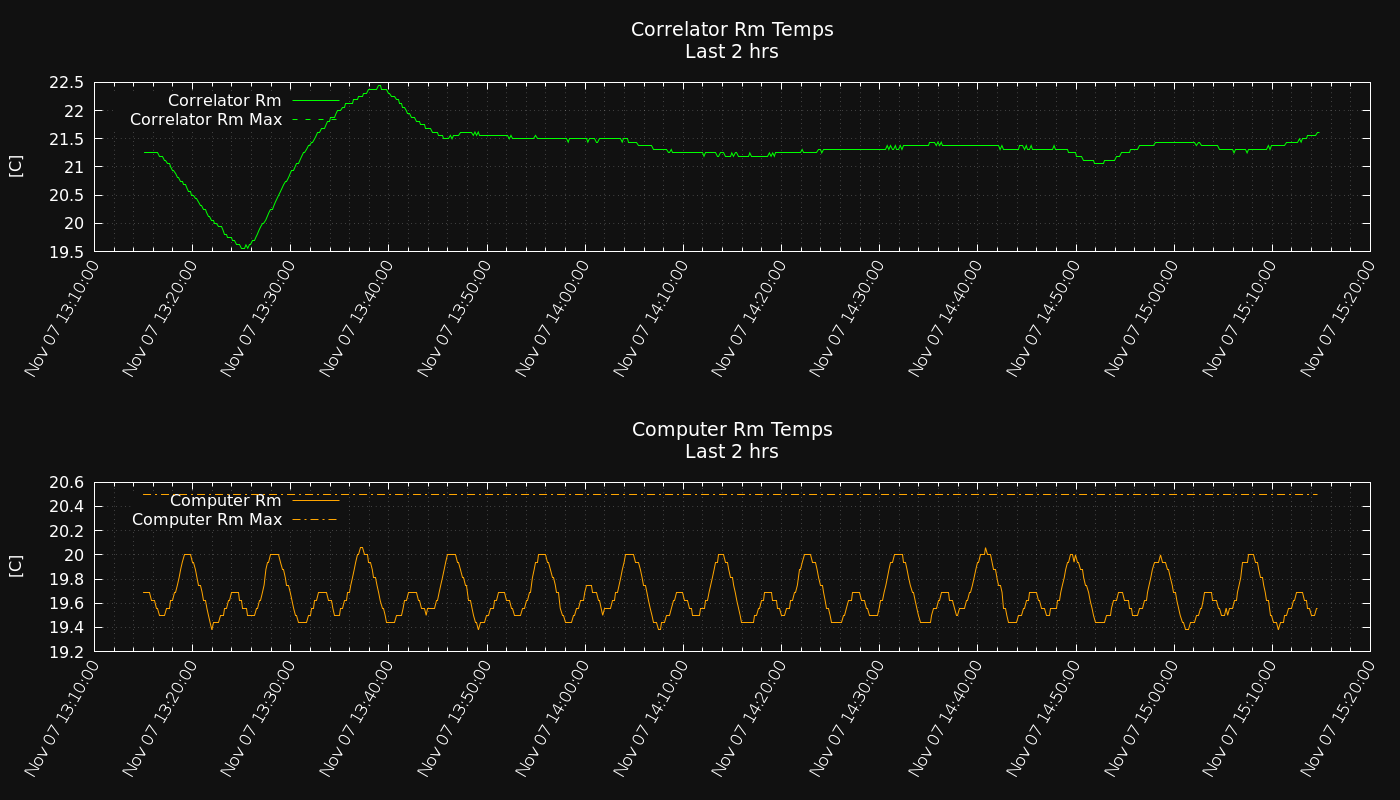 Correlator Rm Temps
Last 2 hrs
[C]
22.5
22
21.5
21
20.5
20
19.5
Correlator Rm
Correlator Rm Max
Nov 07 13:10:00
Nov 07 13:20:00
Nov 07 13:30:00
Nov 07 13:40:00
Nov 07 13:50:00
Nov 07 14:00:00
Nov 07 14:10:00
Nov 07 14:20:00
Nov 07 14:30:00
Nov 07 14:40:00
Nov 07 14:50:00
Nov 07 15:00:00
Nov 07 15:10:00
Nov 07 15:20:00
Computer Rm Temps
Last 2 hrs
[C]
20.6
20.4
20.2
20
19.8
19.6
19.4
19.2
Computer Rm
Computer Rm Max
Nov 07 13:10:00
Nov 07 13:20:00
Nov 07 13:30:00
Nov 07 13:40:00
Nov 07 13:50:00
Nov 07 14:00:00
Nov 07 14:10:00
Nov 07 14:20:00
Nov 07 14:30:00
Nov 07 14:40:00
Nov 07 14:50:00
Nov 07 15:00:00
Nov 07 15:10:00
Nov 07 15:20:00